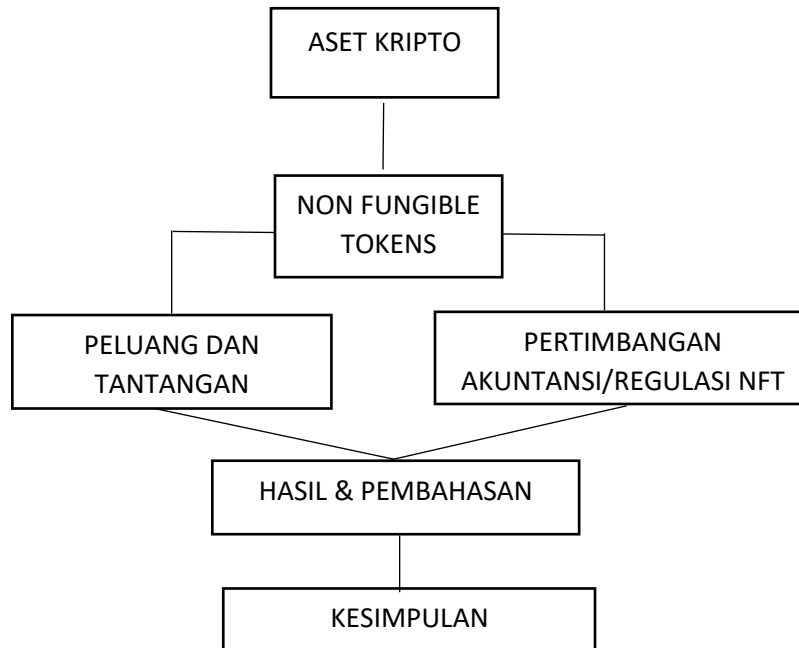 ASET KRIPTO
NON FUNGIBLE
TOKENS
PELUANG DAN
TANTANGAN
PERTIMBANGAN
AKUNTANSI/REGULASI NFT
HASIL & PEMBAHASAN
KESIMPULAN